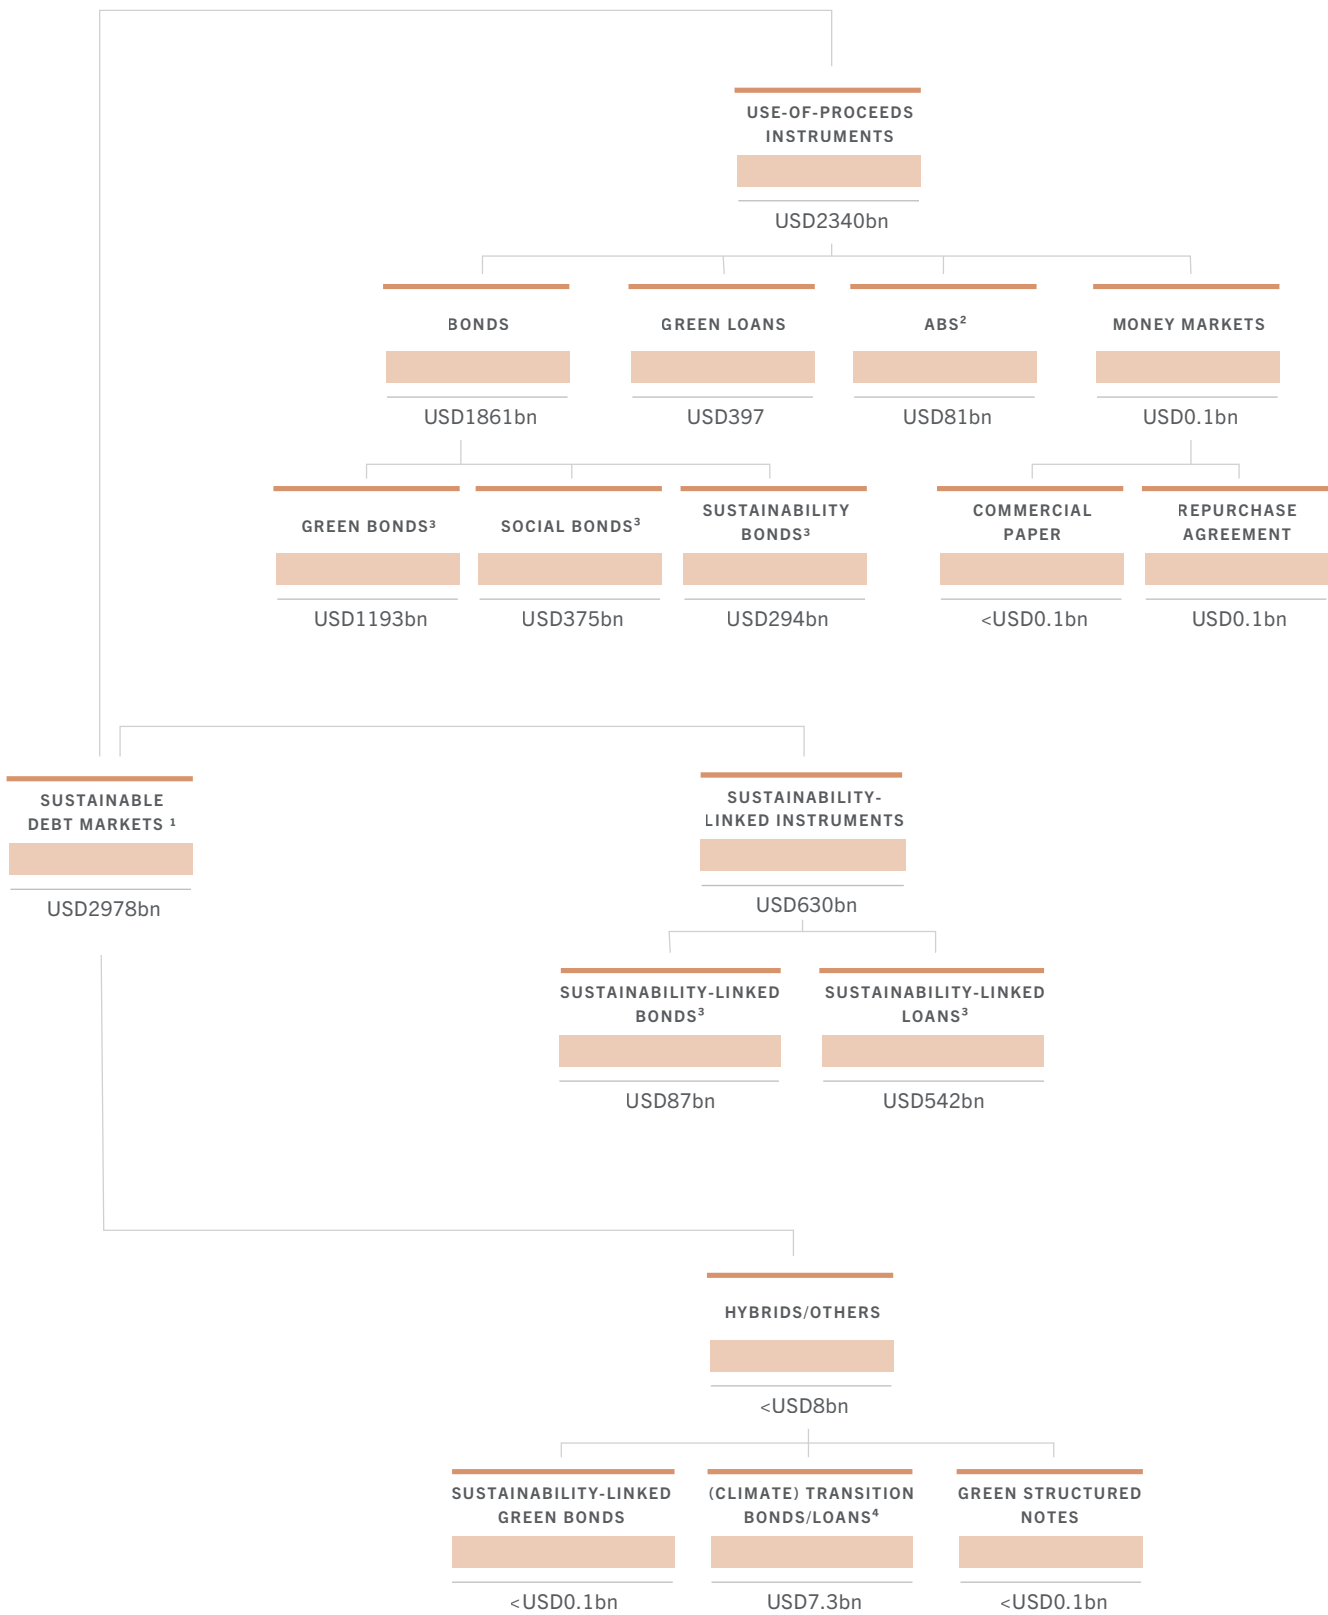 USE-OF-PROCEEDS
INSTRUMENTS
USD2340bn
BONDS
USD1861bn
GREEN LOANS
USD397
ABS²
USD81bn
MONEY MARKETS
USD0.1bn
GREEN BONDS³
USD1193bn
SOCIAL BONDS³
USD375bn
SUSTAINABILITY
BONDS³
USD294bn
COMMERCIAL
PAPER
<USD0.1bn
REPURCHASE
AGREEMENT
USD0.1bn
SUSTAINABLE
DEBT MARKETS ¹
USD2978bn
SUSTAINABILITY-
LINKED INSTRUMENTS
USD630bn
SUSTAINABILITY-LINKED
BONDS³
USD87bn
SUSTAINABILITY-LINKED
LOANS³
USD542bn
HYBRIDS/OTHERS
<USD8bn
SUSTAINABILITY-LINKED
GREEN BONDS
<USD0.1bn
(CLIMATE) TRANSITION
BONDS/LOANS⁴
USD7.3bn
GREEN STRUCTURED
NOTES
<USD0.1bn